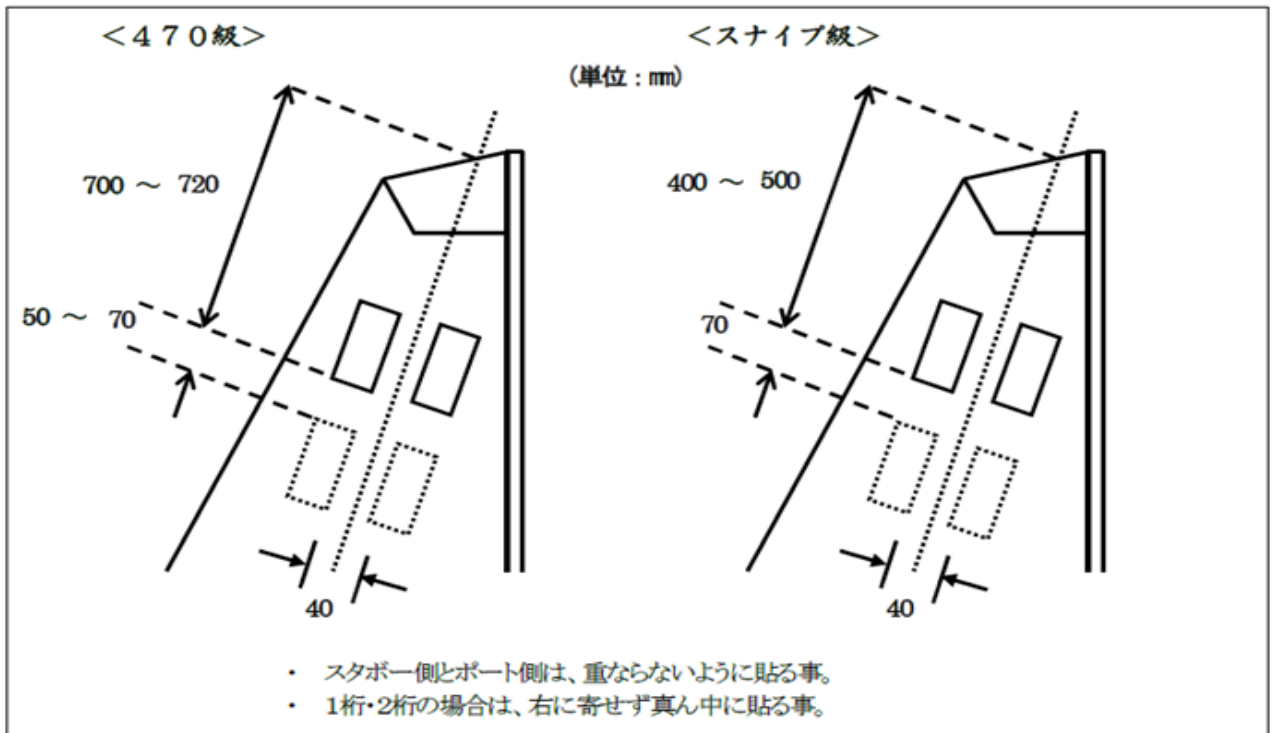 ＜４７０級＞
＜スナイプ級＞
（単位：㎜）
700 ～ 720
400 ～ 500
50 ～ 70
70
40
40
・ スタボー側とポート側は、重ならないように貼る事。
・ 1桁・2桁の場合は、右に寄せず真ん中に貼る事。